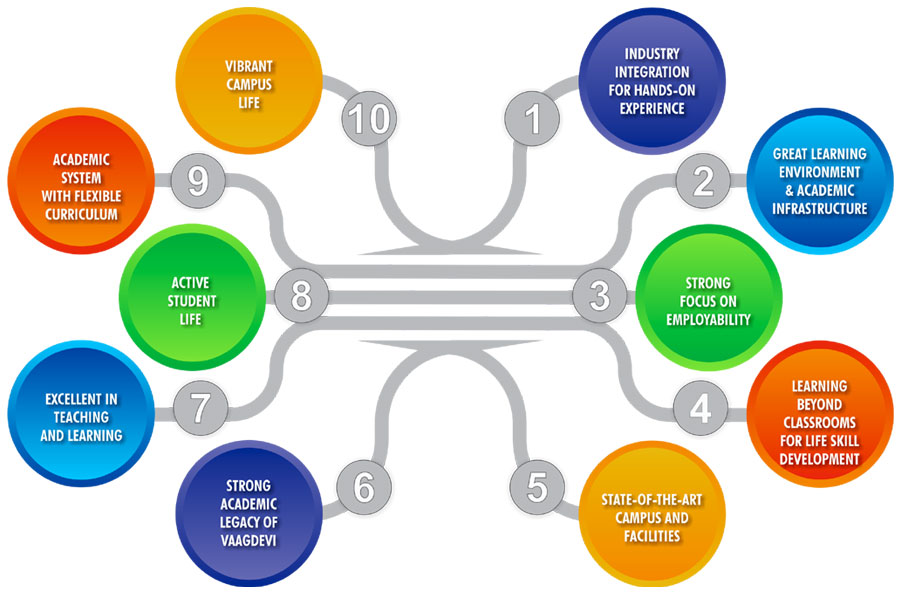 1
INDUSTRY
INTEGRATION
FOR HANDS-ON
EXPERIENCE
2
GREAT LEARNING
ENVIRONMENT
& ACADEMIC
INFRASTRUCTURE
3
STRONG
FOCUS ON
EMPLOYABILITY
4
LEARNING
BEYOND
CLASSROOMS
FOR LIFE SKILL
DEVELOPMENT
5
STATE-OF-THE-ART
CAMPUS AND
FACILITIES
6
STRONG
ACADEMIC
LEGACY OF
VAAGDEVI
7
EXCELLENT IN
TEACHING
AND LEARNING
8
ACTIVE
STUDENT
LIFE
9
ACADEMIC
SYSTEM
WITH FLEXIBLE
CURRICULUM
10
VIBRANT
CAMPUS
LIFE